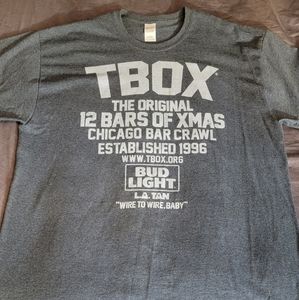 TBOX
THE ORIGINAL
12 BARS OF XMAS
CHICAGO BAR CRAWL
ESTABLISHED 1996
WWW.TBOX.ORG
BUD
LIGHT
L.A. TAN
"WIRE TO WIRE, BABY"